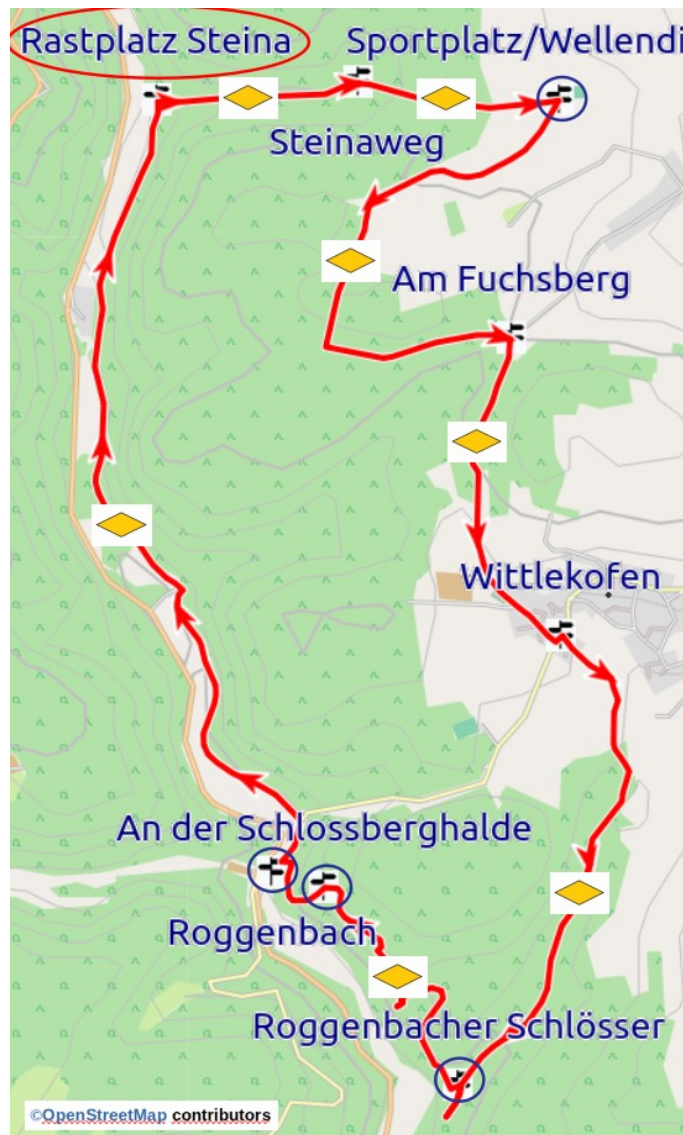 Rastplatz Steina
Sportplatz/Wellendi
Steinaweg
Am Fuchsberg
Wittlekofen
An der Schlossberghalde
Roggenbach
Roggenbacher Schlösser
©OpenStreetMap contributors